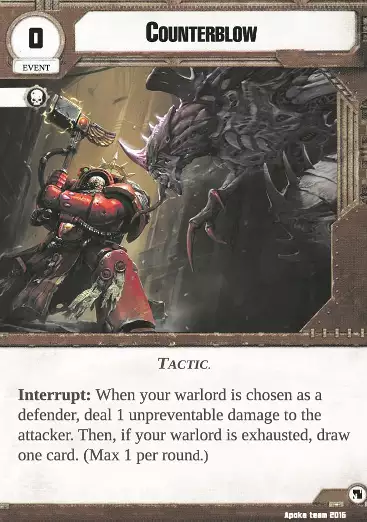 0
COUNTERBLOW
EVENT
TACTIC.
Interrupt: When your warlord is chosen as a
defender, deal 1 unpreventable damage to the
attacker. Then, if your warlord is exhausted, draw
one card. (Max 1 per round.)
Apoka team 2016